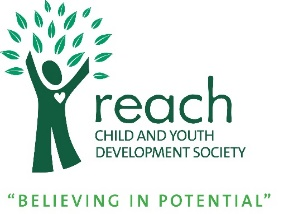 reach
CHILD AND YOUTH
DEVELOPMENT SOCIETY
“BELIEVING IN POTENTIAL”